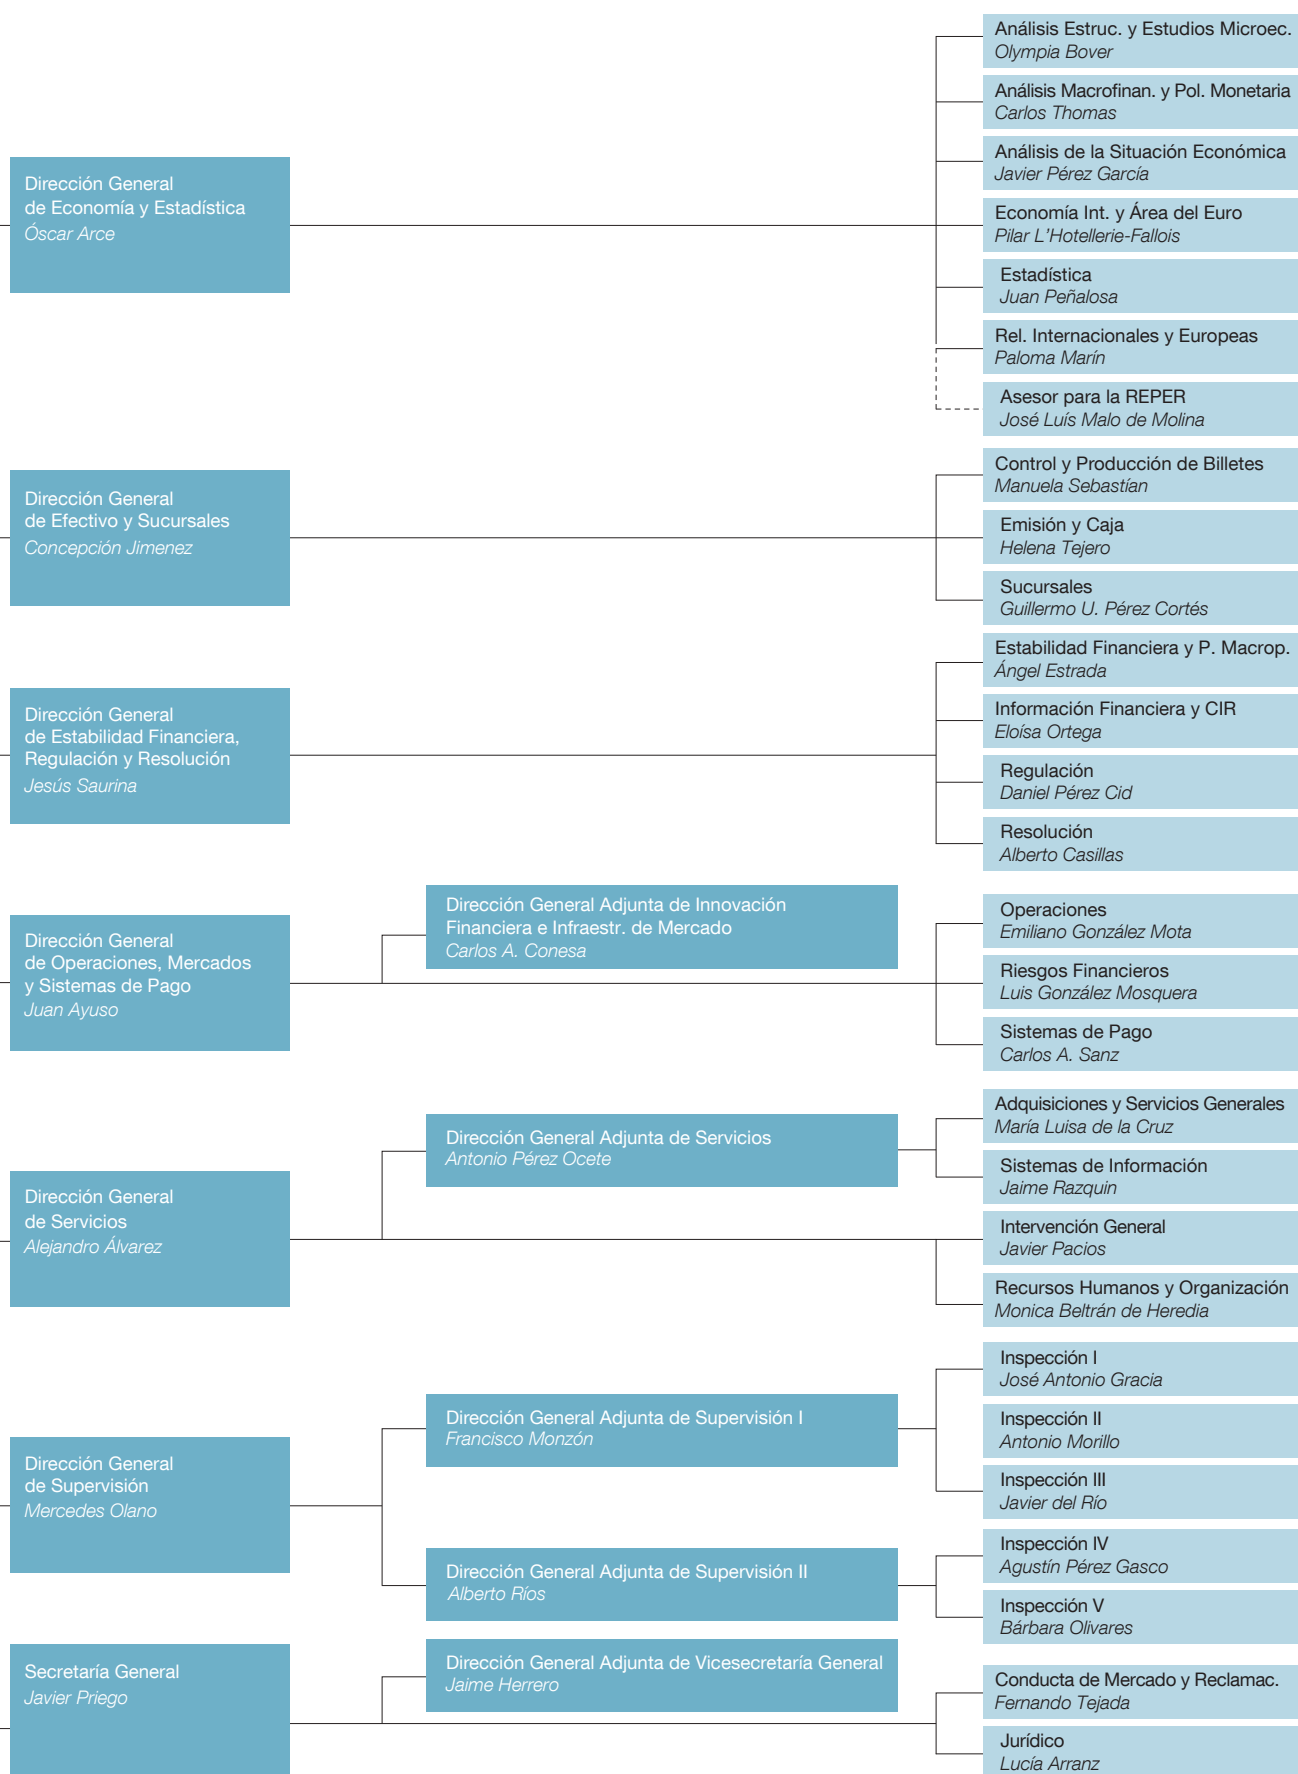 Dirección General
de Economía y Estadística
Óscar Arce
Análisis Estruc. y Estudios Microec.
Olympia Bover
Análisis Macrofinan. y Pol. Monetaria
Carlos Thomas
Análisis de la Situación Económica
Javier Pérez García
Economía Int. y Área del Euro
Pilar L'Hotellerie-Fallois
Estadística
Juan Peñalosa
Rel. Internacionales y Europeas
Paloma Marín
Asesor para la REPER
José Luís Malo de Molina
Dirección General
de Efectivo y Sucursales
Concepción Jimenez
Control y Producción de Billetes
Manuela Sebastían
Emisión y Caja
Helena Tejero
Sucursales
Guillermo U. Pérez Cortés
Dirección General
de Estabilidad Financiera,
Regulación y Resolución
Jesús Saurina
Estabilidad Financiera y P. Macrop.
Ángel Estrada
Información Financiera y CIR
Eloísa Ortega
Regulación
Daniel Pérez Cid
Resolución
Alberto Casillas
Dirección General
de Operaciones, Mercados
y Sistemas de Pago
Juan Ayuso
Dirección General Adjunta de Innovación
Financiera e Infraestr. de Mercado
Carlos A. Conesa
Operaciones
Emiliano González Mota
Riesgos Financieros
Luis González Mosquera
Sistemas de Pago
Carlos A. Sanz
Dirección General
de Servicios
Alejandro Álvarez
Dirección General Adjunta de Servicios
Antonio Pérez Ocete
Adquisiciones y Servicios Generales
María Luisa de la Cruz
Sistemas de Información
Jaime Razquin
Intervención General
Javier Pacios
Recursos Humanos y Organización
Monica Beltrán de Heredia
Dirección General
de Supervisión
Mercedes Olano
Dirección General Adjunta de Supervisión I
Francisco Monzón
Inspección I
José Antonio Gracia
Inspección II
Antonio Morillo
Inspección III
Javier del Río
Dirección General Adjunta de Supervisión II
Alberto Ríos
Inspección IV
Agustín Pérez Gasco
Inspección V
Bárbara Olivares
Secretaría General
Javier Priego
Dirección General Adjunta de Vicesecretaría General
Jaime Herrero
Conducta de Mercado y Reclamac.
Fernando Tejada
Jurídico
Lucía Arranz